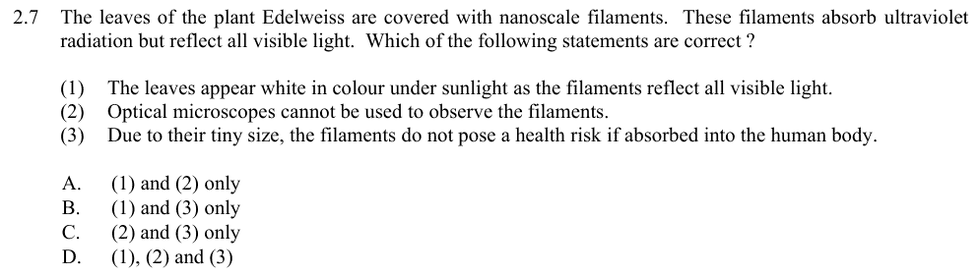 2.7 The leaves of the plant Edelweiss are covered with nanoscale filaments. These filaments absorb ultraviolet
radiation but reflect all visible light. Which of the following statements are correct ?
(1) The leaves appear white in colour under sunlight as the filaments reflect all visible light.
(2) Optical microscopes cannot be used to observe the filaments.
(3) Due to their tiny size, the filaments do not pose a health risk if absorbed into the human body.
A. (1) and (2) only
B. (1) and (3) only
C. (2) and (3) only
D. (1), (2) and (3)